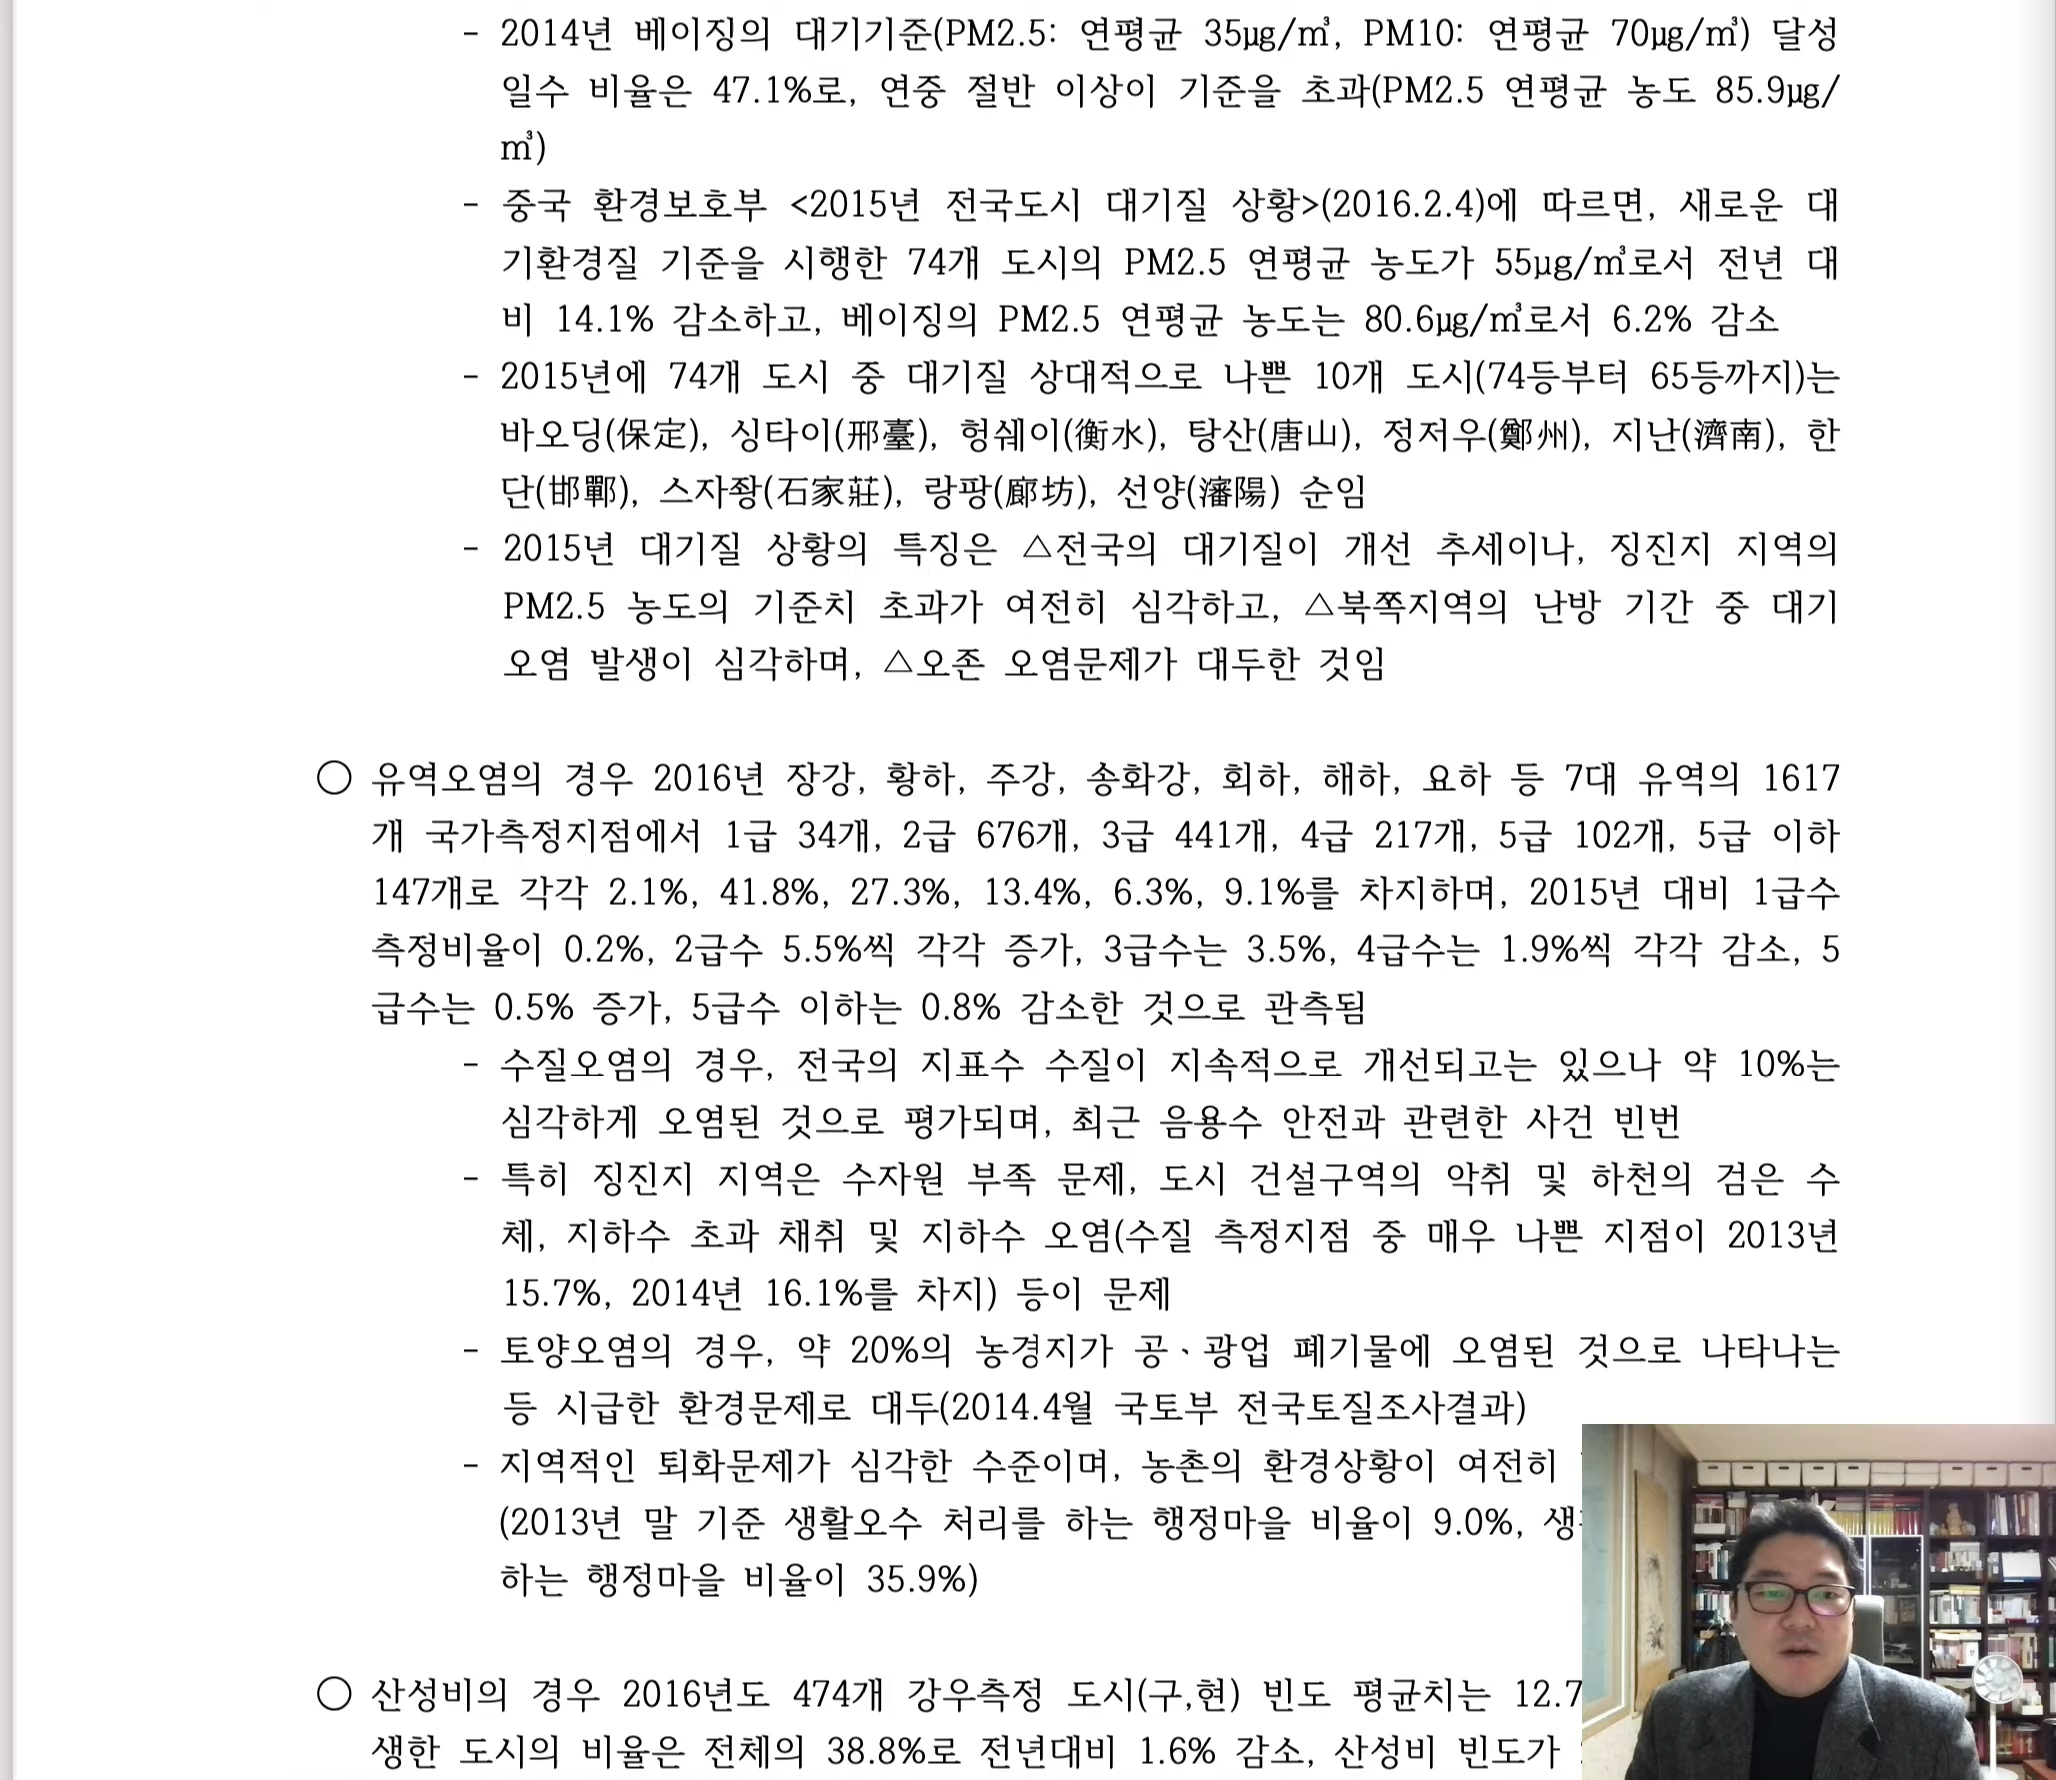 - 2014년 베이징의 대기기준(PM2.5: 연평균 35㎍/㎥, PM10: 연평균 70㎍/㎥) 달성
일수 비율은 47.1%로, 연중 절반 이상이 기준을 초과(PM2.5 연평균 농도 85.9㎍/
㎥)
- 중국 환경보호부 <2015년 전국도시 대기질 상황>(2016.2.4)에 따르면, 새로운 대
기환경질 기준을 시행한 74개 도시의 PM2.5 연평균 농도가 55㎍/㎥로서 전년 대
비 14.1% 감소하고, 베이징의 PM2.5 연평균 농도는 80.6㎍/㎥로서 6.2% 감소
- 2015년에 74개 도시 중 대기질 상대적으로 나쁜 10개 도시(74등부터 65등까지)는
바오딩(保定), 싱타이(邢臺), 헝쉐이(衡水), 탕산(唐山), 정저우(鄭州), 지난(濟南), 한
단(邯鄲), 스자좡(石家莊), 랑팡(廊坊), 선양(瀋陽) 순임
- 2015년 대기질 상황의 특징은 △전국의 대기질이 개선 추세이나, 징진지 지역의
PM2.5 농도의 기준치 초과가 여전히 심각하고, △북쪽지역의 난방 기간 중 대기
오염 발생이 심각하며, △오존 오염문제가 대두한 것임
○ 유역오염의 경우 2016년 장강, 황하, 주강, 송화강, 회하, 해하, 요하 등 7대 유역의 1617
개 국가측정지점에서 1급 34개, 2급 676개, 3급 441개, 4급 217개, 5급 102개, 5급 이하
147개로 각각 2.1%, 41.8%, 27.3%, 13.4%, 6.3%, 9.1%를 차지하며, 2015년 대비 1급수
측정비율이 0.2%, 2급수 5.5%씩 각각 증가, 3급수는 3.5%, 4급수는 1.9%씩 각각 감소, 5
급수는 0.5% 증가, 5급수 이하는 0.8% 감소한 것으로 관측됨
- 수질오염의 경우, 전국의 지표수 수질이 지속적으로 개선되고는 있으나 약 10%는
심각하게 오염된 것으로 평가되며, 최근 음용수 안전과 관련한 사건 빈번
- 특히 징진지 지역은 수자원 부족 문제, 도시 건설구역의 악취 및 하천의 검은 수
체, 지하수 초과 채취 및 지하수 오염(수질 측정지점 중 매우 나쁜 지점이 2013년
15.7%, 2014년 16.1%를 차지) 등이 문제
- 토양오염의 경우, 약 20%의 농경지가 공·광업 폐기물에 오염된 것으로 나타나는
등 시급한 환경문제로 대두(2014.4월 국토부 전국토질조사결과)
- 지역적인 퇴화문제가 심각한 수준이며, 농촌의 환경상황이 여전히
(2013년 말 기준 생활오수 처리를 하는 행정마을 비율이 9.0%,
하는 행정마을 비율이 35.9%)
○ 산성비의 경우 2016년도 474개 강우측정 도시(구,현) 빈도 평균치는 12.7
생한 도시의 비율은 전체의 38.8%로 전년대비 1.6% 감소, 산성비 빈도가